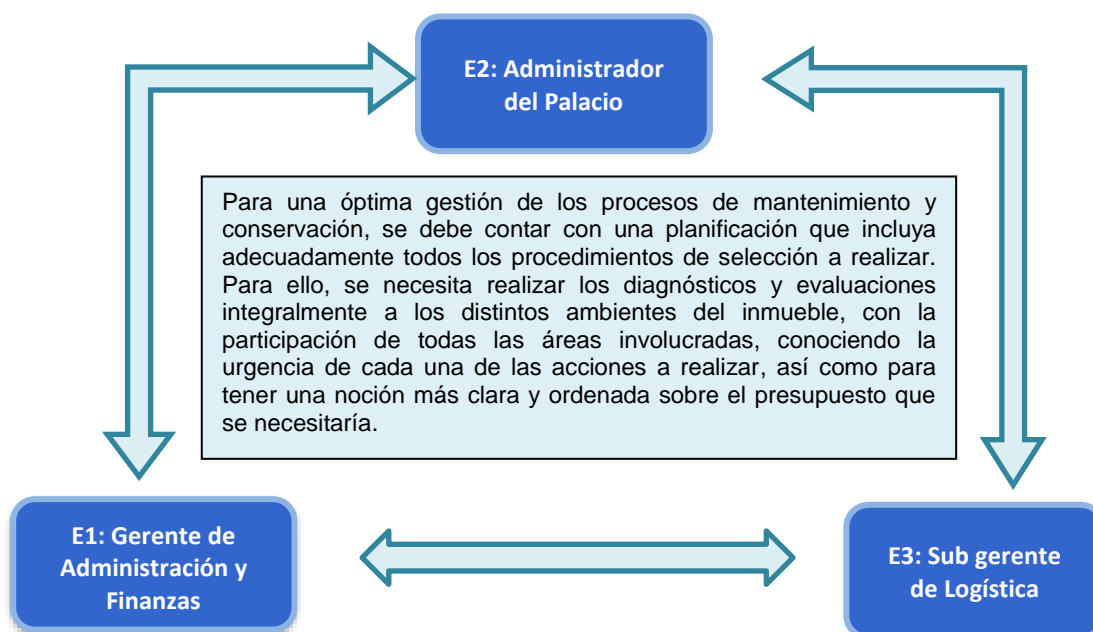 E2: Administrador
del Palacio
Para una óptima gestión de los procesos de mantenimiento y
conservación, se debe contar con una planificación que incluya
adecuadamente todos los procedimientos de selección a realizar.
Para ello, se necesita realizar los diagnósticos y evaluaciones
integralmente a los distintos ambientes del inmueble, con la
participación de todas las áreas involucradas, conociendo la
urgencia de cada una de las acciones a realizar, así como para
tener una noción más clara y ordenada sobre el presupuesto que
se necesitaría.
E1: Gerente de
Administración y
Finanzas
E3: Sub gerente
de Logística